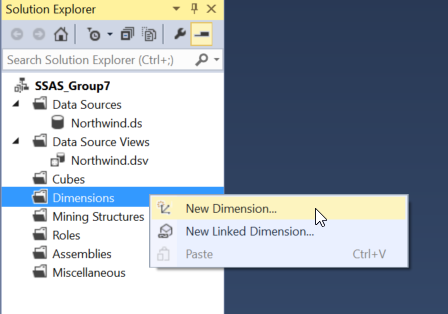 Solution Explorer
Search Solution Explorer (Ctrl+;)
SSAS_Group7
Data Sources
Northwind.ds
Data Source Views
Northwind.dsv
Cubes
Dimensions
New Dimension...
Mining Structures
New Linked Dimension...
Roles
Assemblies
Paste Ctrl+V
Miscellaneous